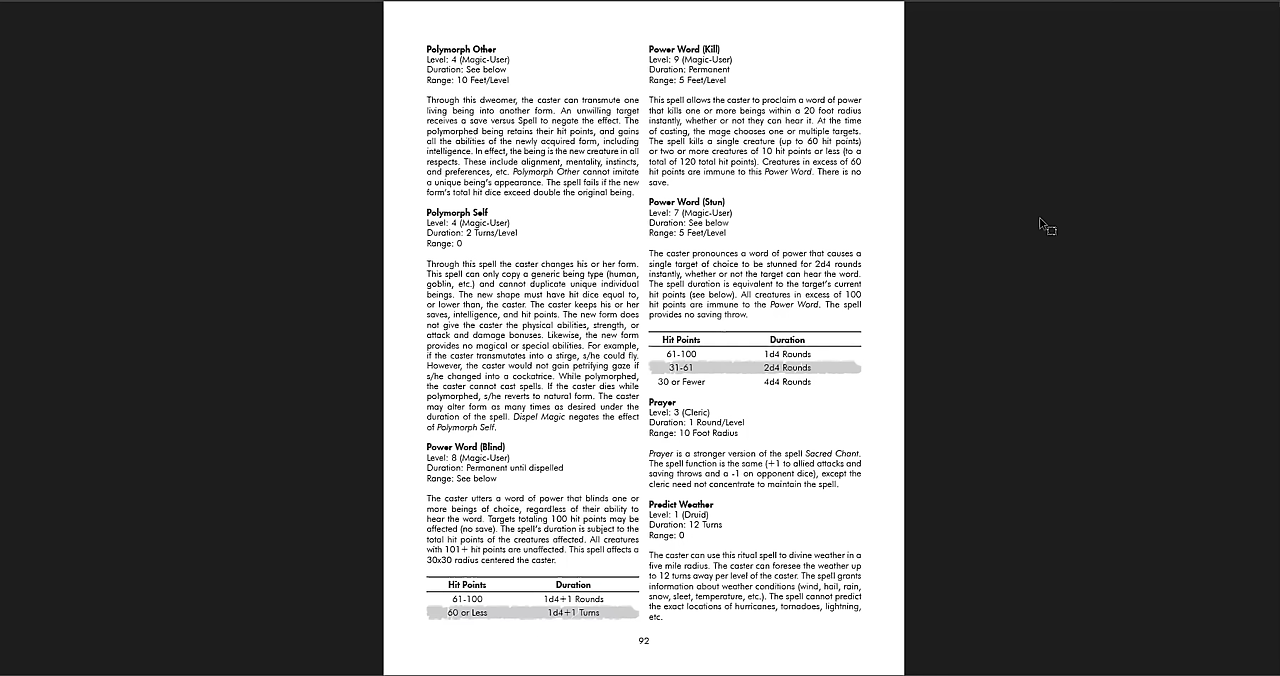 Polymorph Other
Level: 4 (Magic-User)
Duration: See below
Range: 10 Feet/Level
Through this dweomer, the caster can transmute one
living being into another form. An unwilling target
receives a save versus Spell to negate the effect. The
polymorphed being retains their hit points, and gains
all the abilities of the newly acquired form, including
intelligence. In effect, the being is the new creature in all
respects. These include alignment, mentality, instincts,
and preferences, etc. Polymorph Other cannot imitate
a unique being's appearance. The spell fails if the new
form's total hit dice exceed double the original being.
Polymorph Self
Level: 4 (Magic-User)
Duration: 2 Turns/Level
Range: 0
Through this spell the caster changes his or her form.
This spell can only copy a generic being type (human,
goblin, etc.) and cannot duplicate unique individual
beings. The new shape must have hit dice equal to,
or lower than, the caster. The caster keeps his or her
saves, intelligence, and hit points. The new form does
not give the caster the physical abilities, strength, or
attack and damage bonuses. Likewise, the new form
provides no magical or special abilities. For example,
if the caster transmutates into a stirge, s/he could fly.
However, the caster would not gain petrifying gaze if
s/he changed into a cockatrice. While polymorphed,
the caster cannot cast spells. If the caster dies while
polymorphed, s/he reverts to natural form. The caster
may alter form as many times as desired under the
duration of the spell. Dispel Magic negates the effect
of Polymorph Self.
Power Word (Blind)
Level: 8 (Magic-User)
Duration: Permanent until dispelled
Range: See below
The caster utters a word of power that blinds one or
more beings of choice, regardless of their ability to
hear the word. Targets totaling 100 hit points may be
affected (no save). The spell's duration is subject to the
total hit points of the creatures affected. All creatures
with 101+ hit points are unaffected. This spell affects a
30x30 radius centered the caster.
Hit Points Duration
61-100 1d4+1 Rounds
60 or Less 1d4+1 Turns
Power Word (Kill)
Level: 9 (Magic-User)
Duration: Permanent
Range: 5 Feet/Level
This spell allows the caster to proclaim a word of power
that kills one or more beings within a 20 foot radius
instantly, whether or not they can hear it. At the time
of casting, the mage chooses one or multiple targets.
The spell kills a single creature (up to 60 hit points)
or two or more creatures of 10 hit points or less (to a
total of 120 total hit points). Creatures in excess of 60
hit points are immune to this Power Word. There is no
save.
Power Word (Stun)
Level: 7 (Magic-User)
Duration: See below
Range: 5 Feet/Level
The caster pronounces a word of power that causes a
single target of choice to be stunned for 2d4 rounds
instantly, whether or not the target can hear the word.
The spell duration is equivalent to the target's current
hit points (see below). All creatures in excess of 100
hit points are immune to the Power Word. The spell
provides no saving throw.
Hit Points Duration
61-100 1d4 Rounds
31-61 2d4 Rounds
30 or Fewer 4d4 Rounds
Prayer
Level: 3 (Cleric)
Duration: 1 Round/Level
Range: 10 Foot Radius
Prayer is a stronger version of the spell Sacred Chant.
The spell function is the same (+1 to allied attacks and
saving throws and a -1 on opponent dice), except the
cleric need not concentrate to maintain the spell.
Predict Weather
Level: 1 (Druid)
Duration: 12 Turns
Range: 0
The caster can use this ritual spell to divine weather in a
five mile radius. The caster can foresee the weather up
to 12 turns away per level of the caster. The spell grants
information about weather conditions (wind, hail, rain,
snow, sleet, temperature, etc.). The spell cannot predict
the exact locations of hurricanes, tornadoes, lightning,
etc.
92